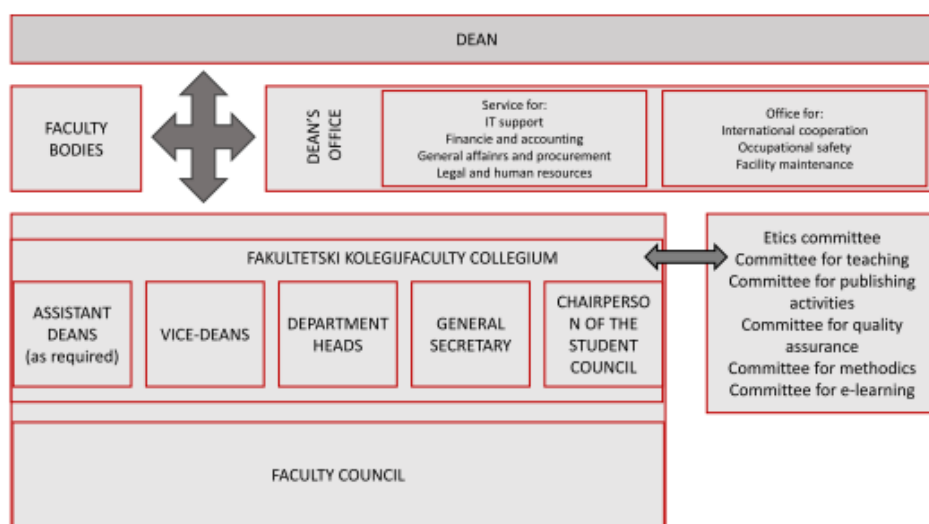 DEAN
FACULTY
BODIES
DEAN'S
OFFICE
Service for:
IT support
Financie and accounting
General affainrs and procurement
Legal and human resources
Office for:
International cooperation
Occupational safety
Facility maintenance
FAKULTETSKI KOLEGIJFACULTY COLLEGIUM
ASSISTANT
DEANS
(as required)
VICE-DEANS
DEPARTMENT
HEADS
GENERAL
SECRETARY
CHAIRPERSO
N OF THE
STUDENT
COUNCIL
Etics committee
Committee for teaching
Committee for publishing
activities
Committee for quality
assurance
Committee for methodics
Committee for e-learning
FACULTY COUNCIL